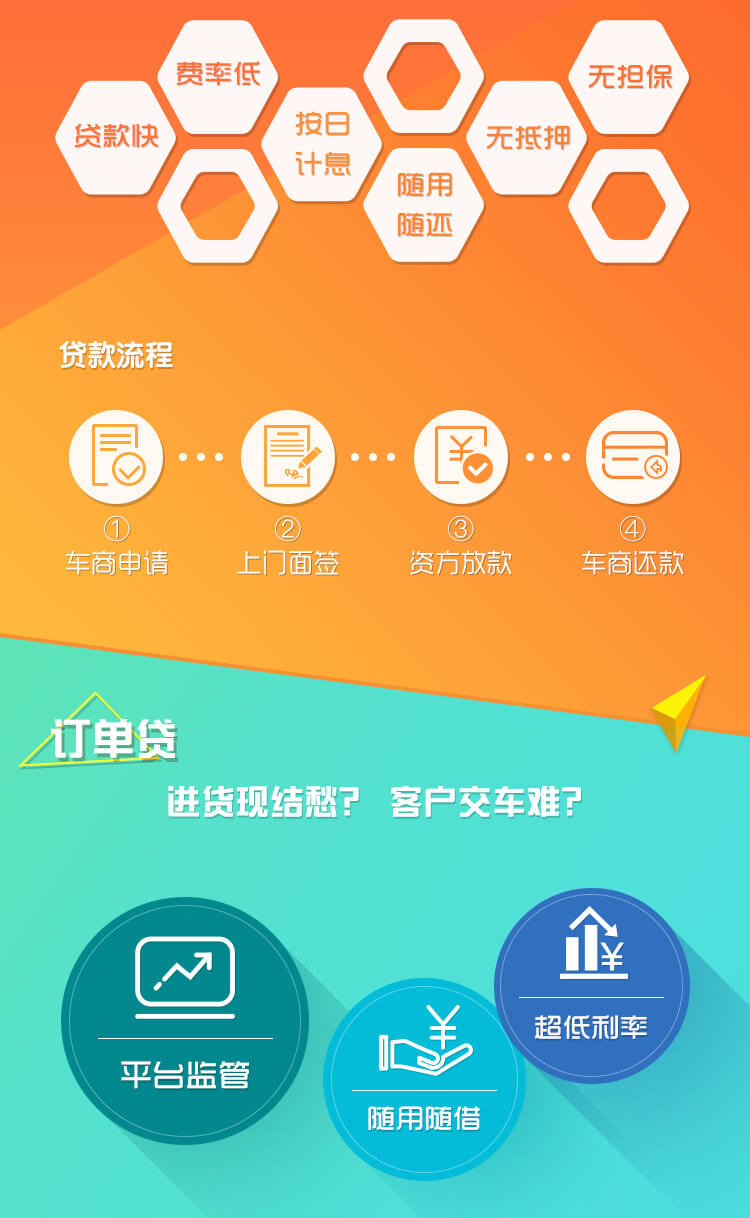 费率低
无担保
贷款快
按日
计息
无抵押
随用
随还
贷款流程
① ② ③ ④
车商申请 上门面签 资方放款 车商还款
订单贷
进货现结愁? 客户交车难?
¥
超低利率
平台监管
¥
随用随借